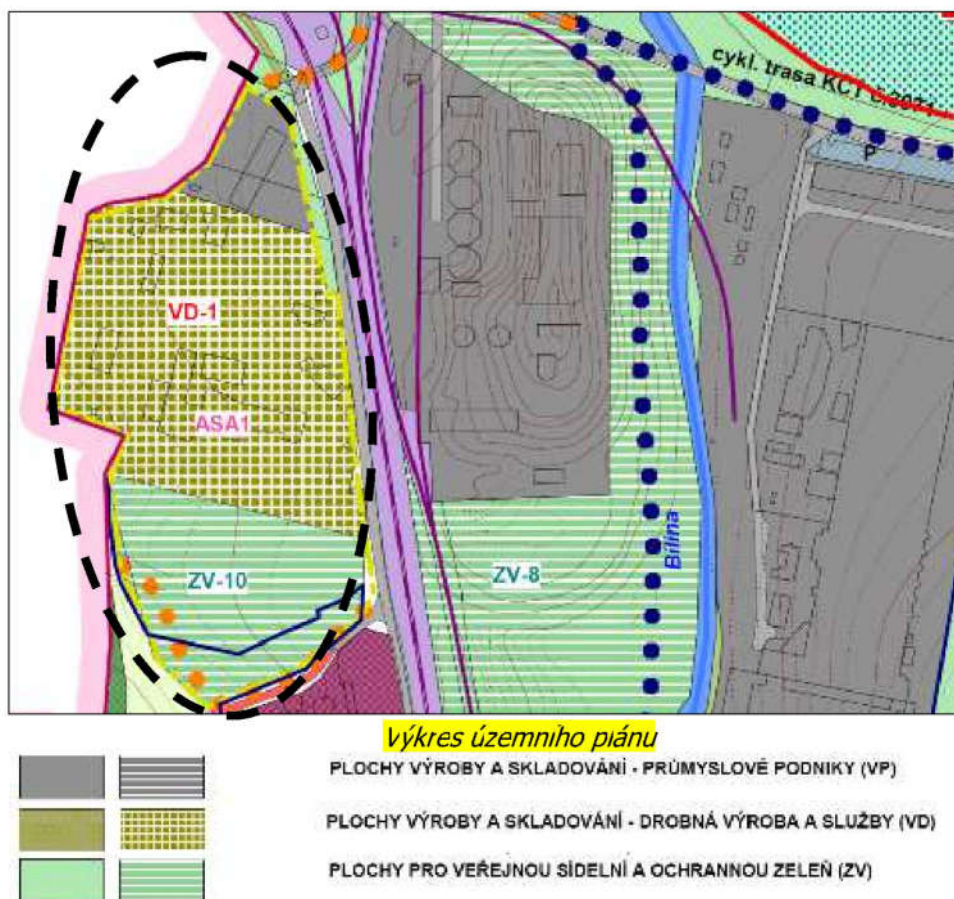 cykl. trasa KČT č.3071
P
VD-1
ASA1
ZV-10
ZV-8
Bílina
Výkres územního plánu
PLOCHY VÝROBY A SKLADOVÁNÍ - PRŮMYSLOVÉ PODNIKY (VP)
PLOCHY VÝROBY A SKLADOVÁNÍ - DROBNÁ VÝROBA A SLUŽBY (VD)
PLOCHY PRO VEŘEJNOU SÍDELNÍ A OCHRANNOU ZELEŇ (ZV)